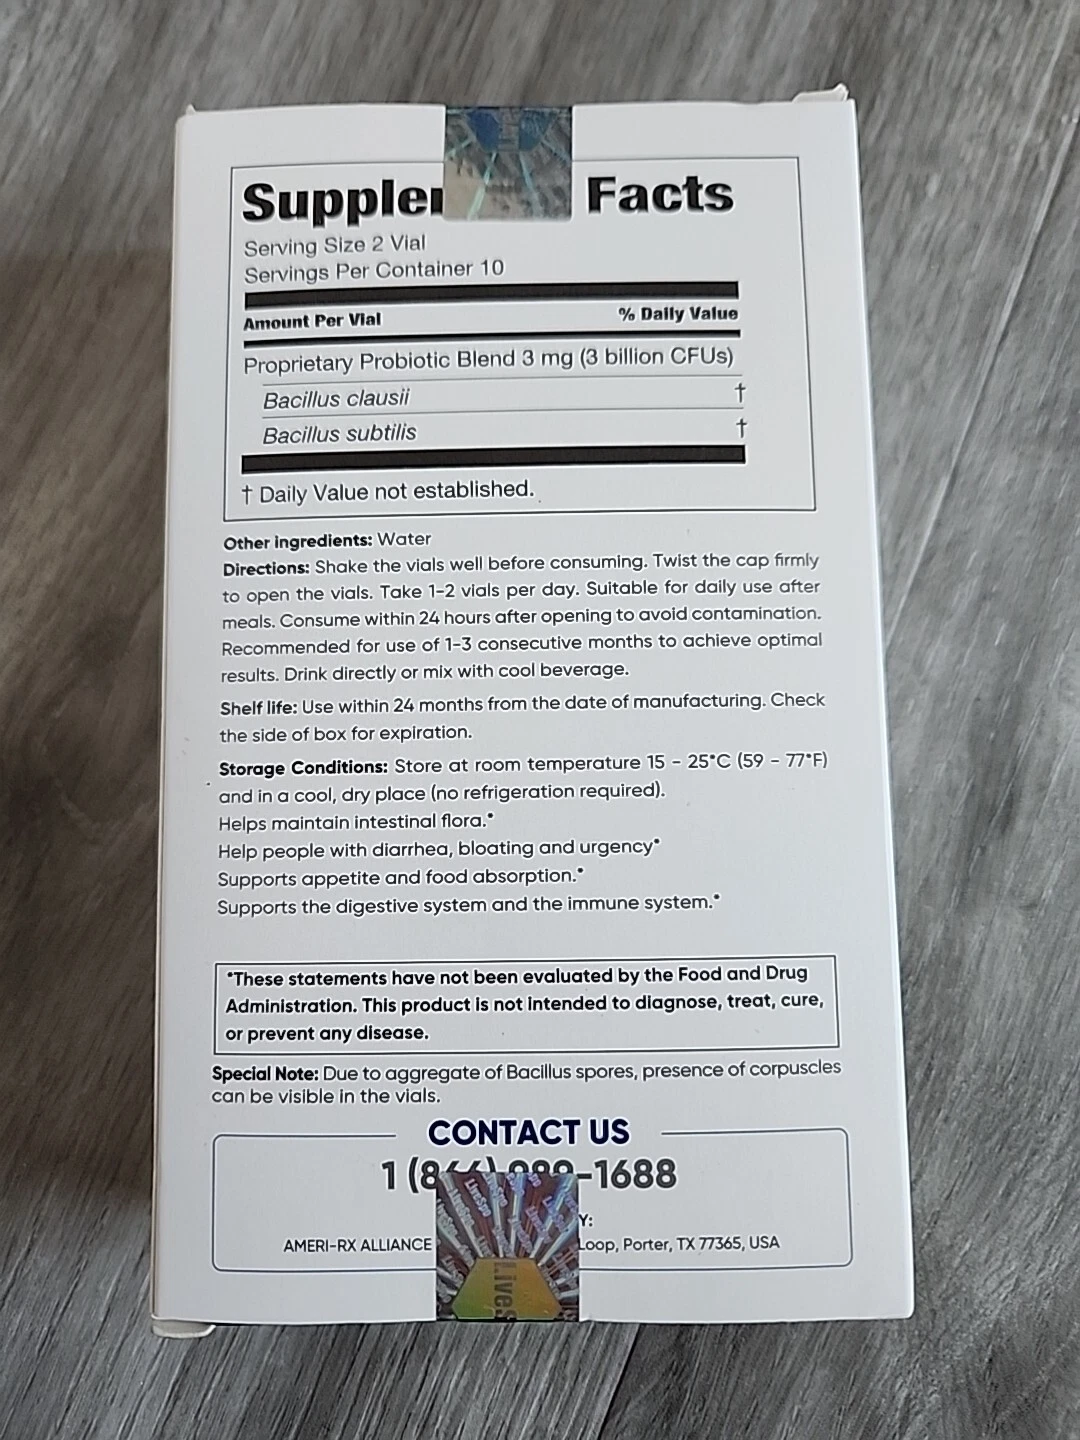 Facts
Serving Size 2 Vial
Servings Per Container 10
Amount Per Vial % Daily Value
Proprietary Probiotic Blend 3 mg (3 billion CFUs)
Bacillus clausii †
Bacillus subtilis †
† Daily Value not established.
Other ingredients: Water
Directions: Shake the vials well before consuming. Twist the cap firmly
to open the vials. Take 1-2 vials per day. Suitable for daily use after
meals. Consume within 24 hours after opening to avoid contamination.
Recommended for use of 1-3 consecutive months to achieve optimal
results. Drink directly or mix with cool beverage.
Shelf life: Use within 24 months from the date of manufacturing. Check
the side of box for expiration.
Storage Conditions: Store at room temperature 15 - 25°C (59 - 77°F)
and in a cool, dry place (no refrigeration required).
Helps maintain intestinal flora.*
Help people with diarrhea, bloating and urgency*
Supports appetite and food absorption.*
Supports the digestive system and the immune system.*
*These statements have not been evaluated by the Food and Drug
Administration. This product is not intended to diagnose, treat, cure,
or prevent any disease.
Special Note: Due to aggregate of Bacillus spores, presence of corpuscles
can be visible in the vials.
CONTACT US
-1688
AMERI-RX ALLIANCE Loop, Porter, TX 77365, USA